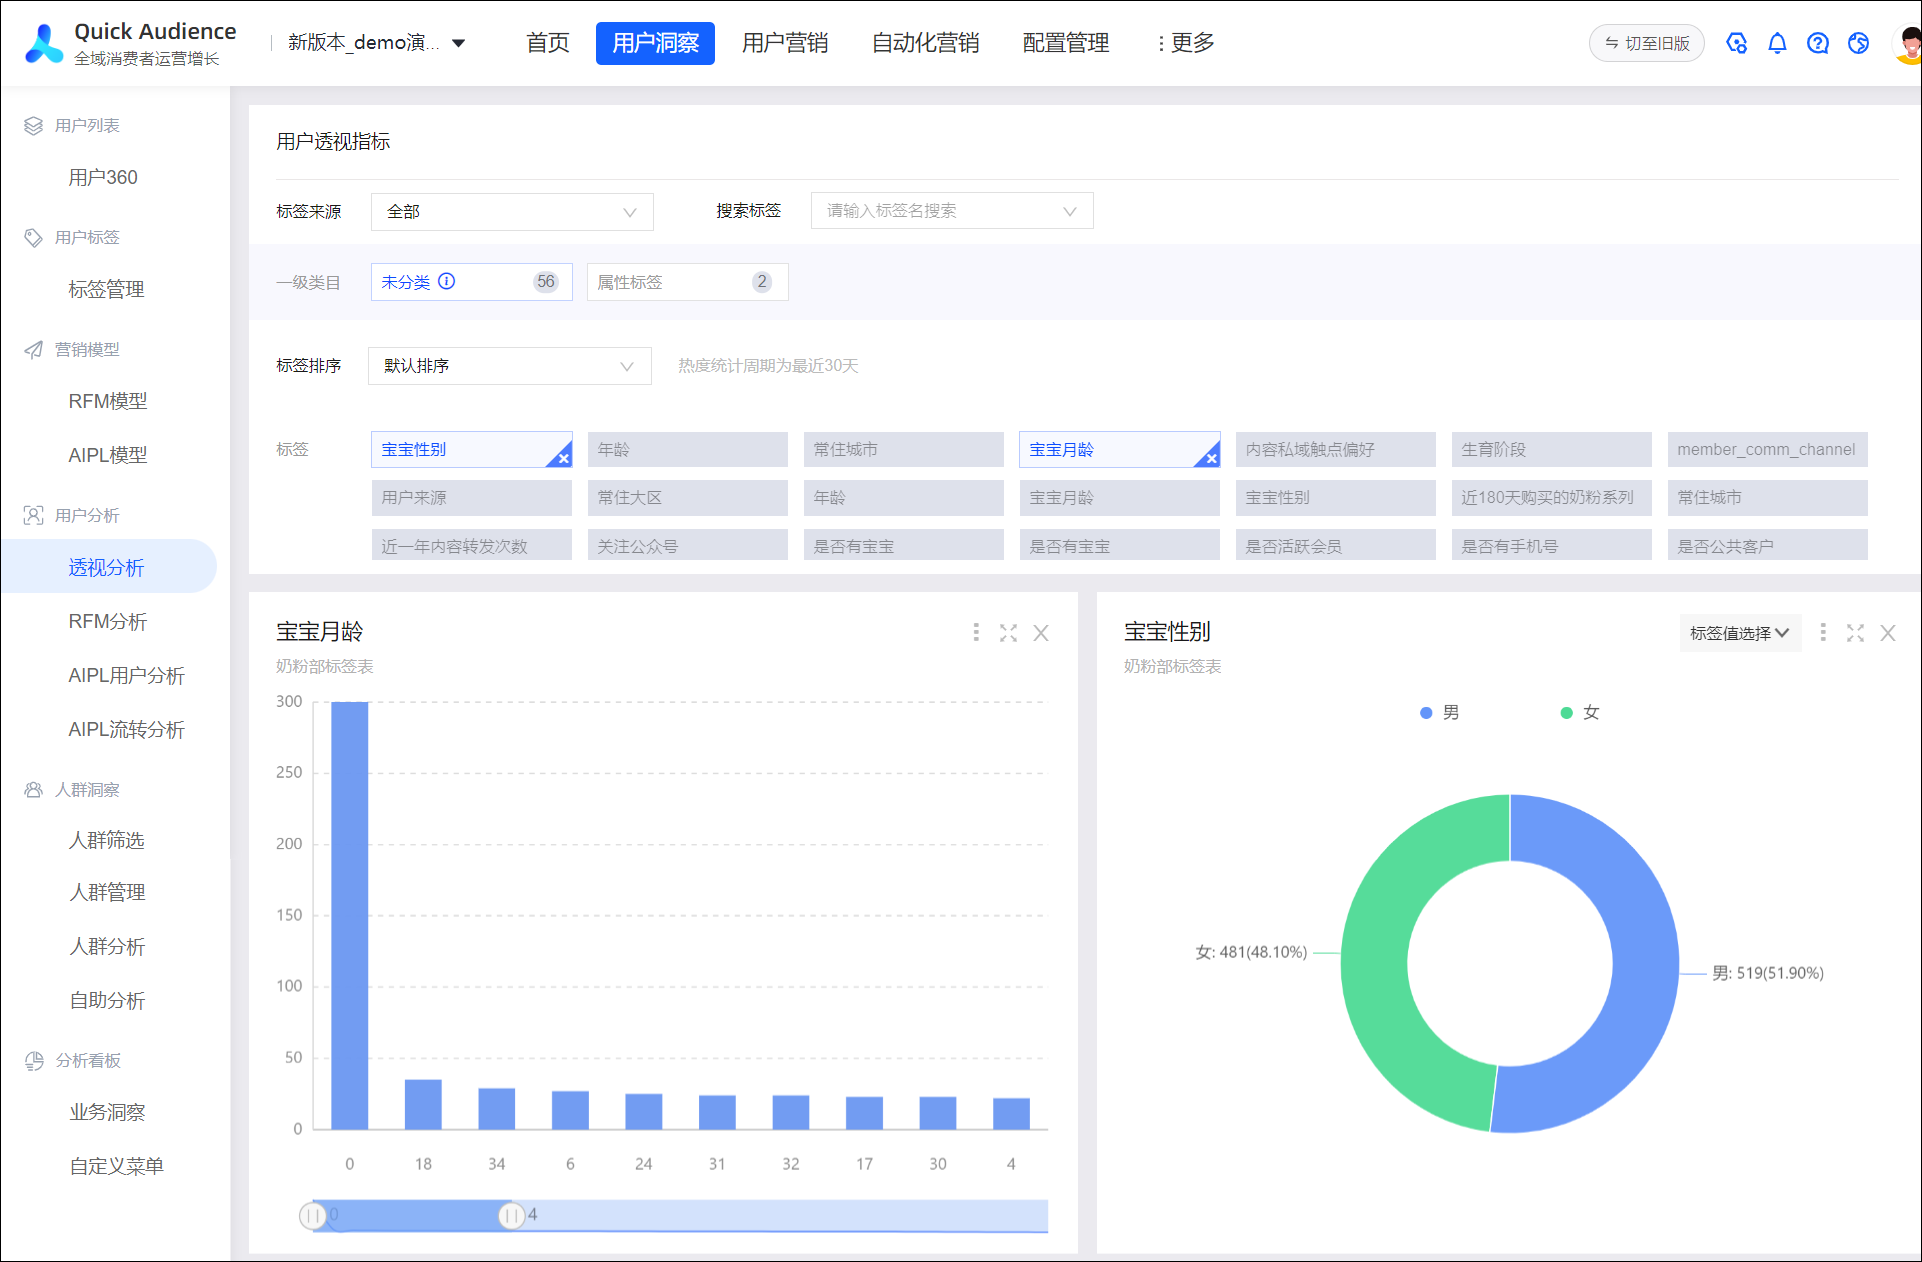 Quick Audience
全域消费者运营增长
新版本_demo演...
首页
用户洞察
用户营销
自动化营销
配置管理
更多
切至旧版
用户列表
用户360
用户标签
标签管理
营销模型
RFM模型
AIPL模型
用户分析
透视分析
RFM分析
AIPL用户分析
AIPL流转分析
人群洞察
人群筛选
人群管理
人群分析
自助分析
分析看板
业务洞察
自定义菜单
用户透视指标
标签来源 全部 搜索标签 请输入标签名搜索
一级类目 未分类 56 属性标签 2
标签排序 默认排序 热度统计周期为最近30天
标签 宝宝性别 年龄 常住城市 宝宝月龄 内容私域触点偏好 生育阶段 member_comm_channel
用户来源 常住大区 年龄 宝宝月龄 宝宝性别 近180天购买的奶粉系列 常住城市
近一年内容转发次数 关注公众号 是否有宝宝 是否有宝宝 是否活跃会员 是否有手机号 是否公共客户
宝宝月龄
奶粉部标签表
300
250
200
150
100
50
0
0 18 34 6 24 31 32 17 30 4
0 4
宝宝性别
标签值选择
奶粉部标签表
男 女
女: 481(48.10%)
男: 519(51.90%)